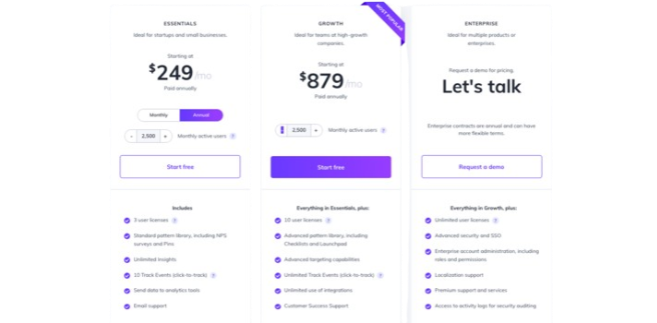 ESSENTIALS
Ideal for startups and small businesses.
Starting at
$249/mo
Paid annually
Monthly
Annual
- 2,500 + Monthly active users ?
Start free
Includes
3 user licenses ?
Standard pattern library, including NPS
surveys and Pins
Unlimited insights
10 Track Events (click-to-track) ?
Send data to analytics tools
Email support
MOST POPULAR
GROWTH
Ideal for teams at high-growth
companies.
Starting at
$879/mo
Paid annually
2,500 + Monthly active users ?
Start free
Everything in Essentials, plus:
10 user licenses ?
Advanced pattern library, including
Checklists and Launchpad
Advanced targeting capabilities
Unlimited Track Events (click-to-track) ?
Unlimited use of integrations
Customer Success Support
ENTERPRISE
Ideal for multiple products or
enterprises.
Request a demo for pricing
Let's talk
Enterprise contracts are annual and can have
more flexible terms.
Request a demo
Everything in Growth, plus:
Unlimited user licenses ?
Advanced security and SSO
Enterprise account administration, including
roles and permissions
Localization support
Premium support and services
Access to activity logs for security auditing